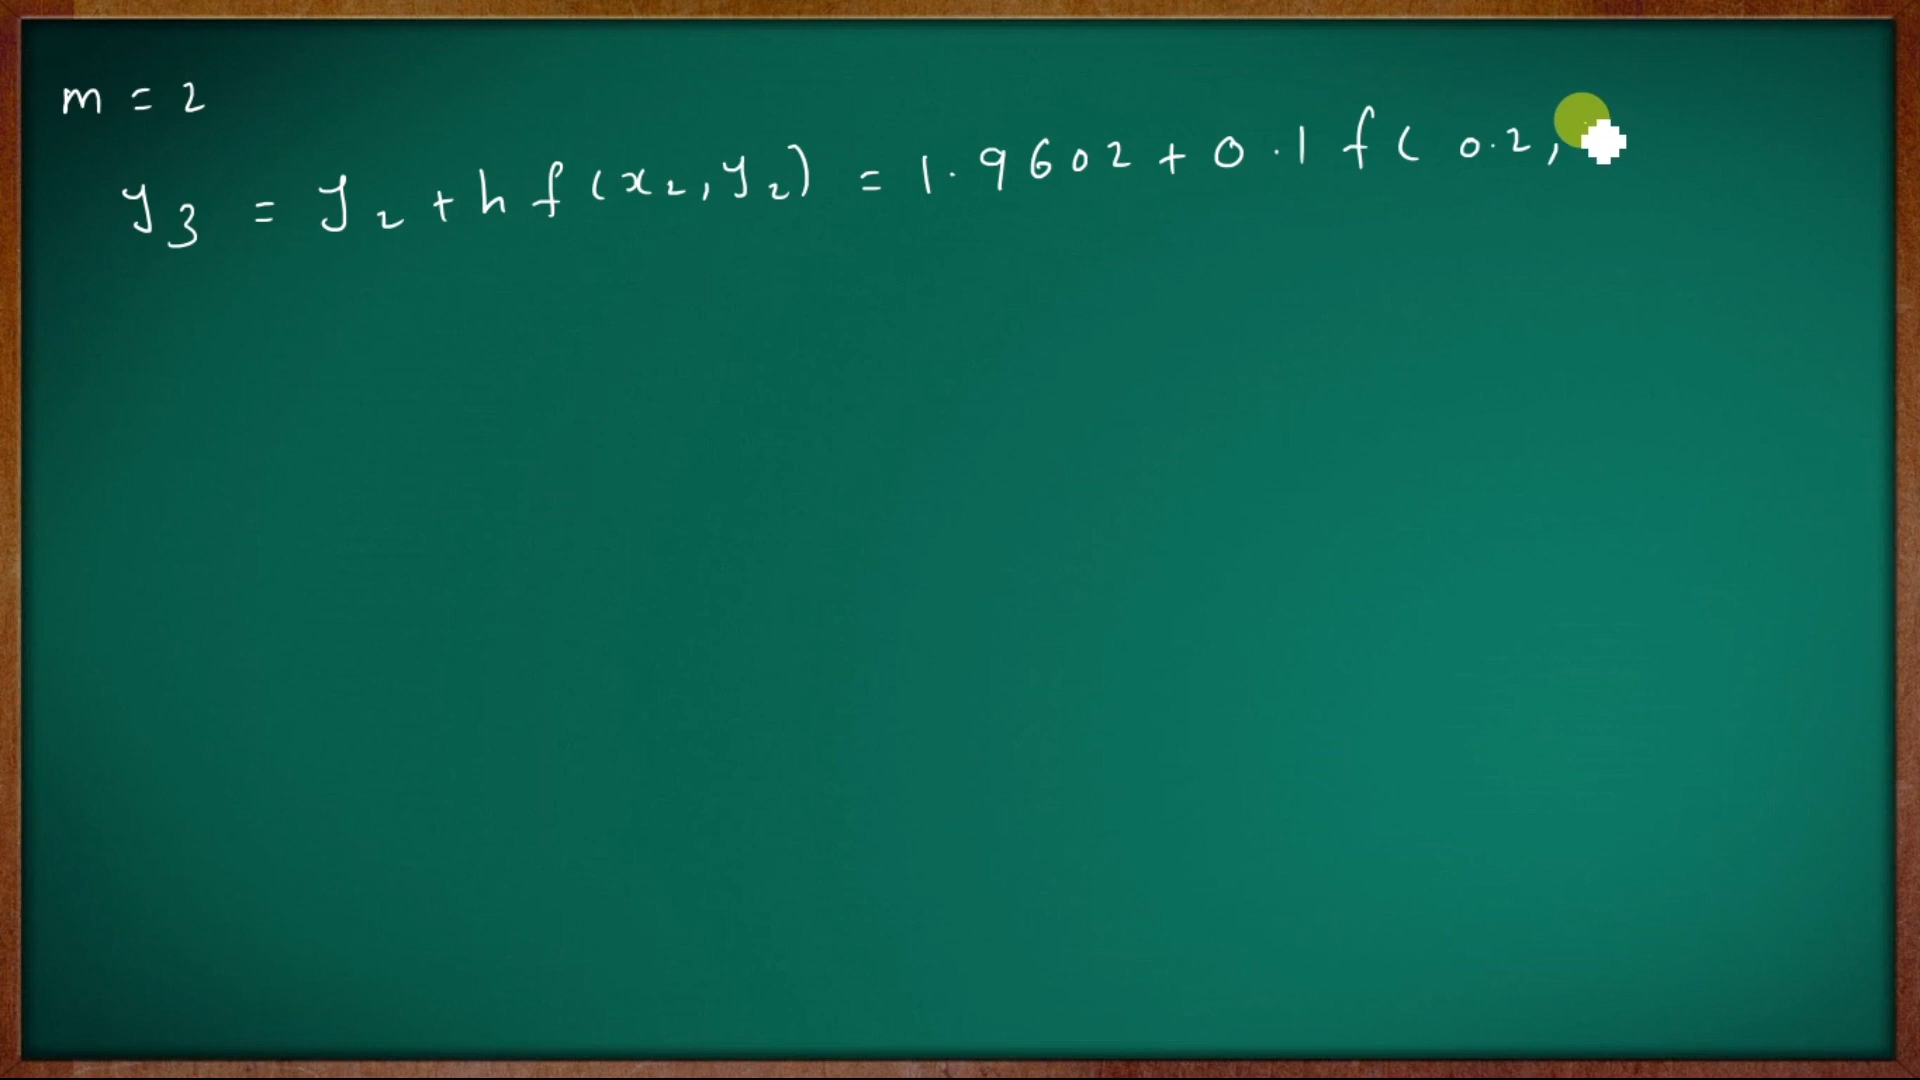 m = 2
y₃ = y₂ + h f (x₂, y₂) = 1.9602 + 0.1 f ( 0.2,